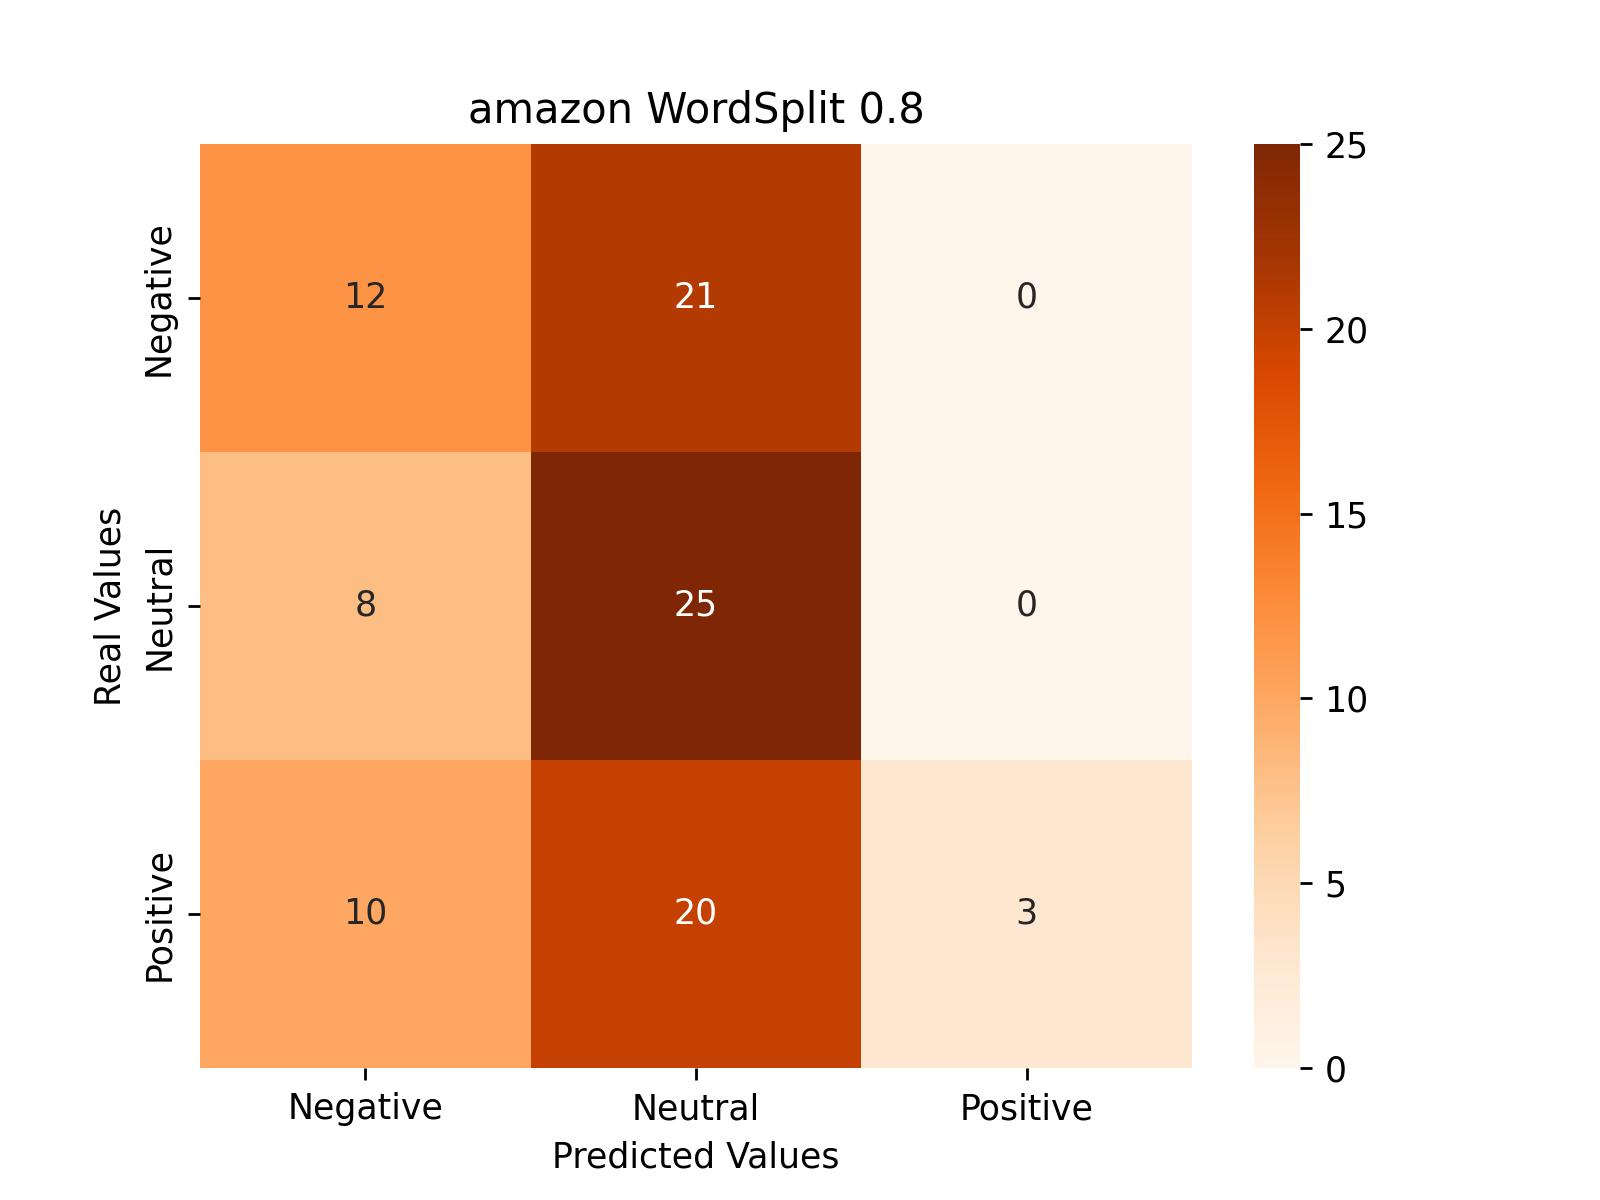 amazon WordSplit 0.8
Real Values
Negative
12 21 0
Neutral
8 25 0
Positive
10 20 3
Negative Neutral Positive
Predicted Values
25
20
15
10
5
0